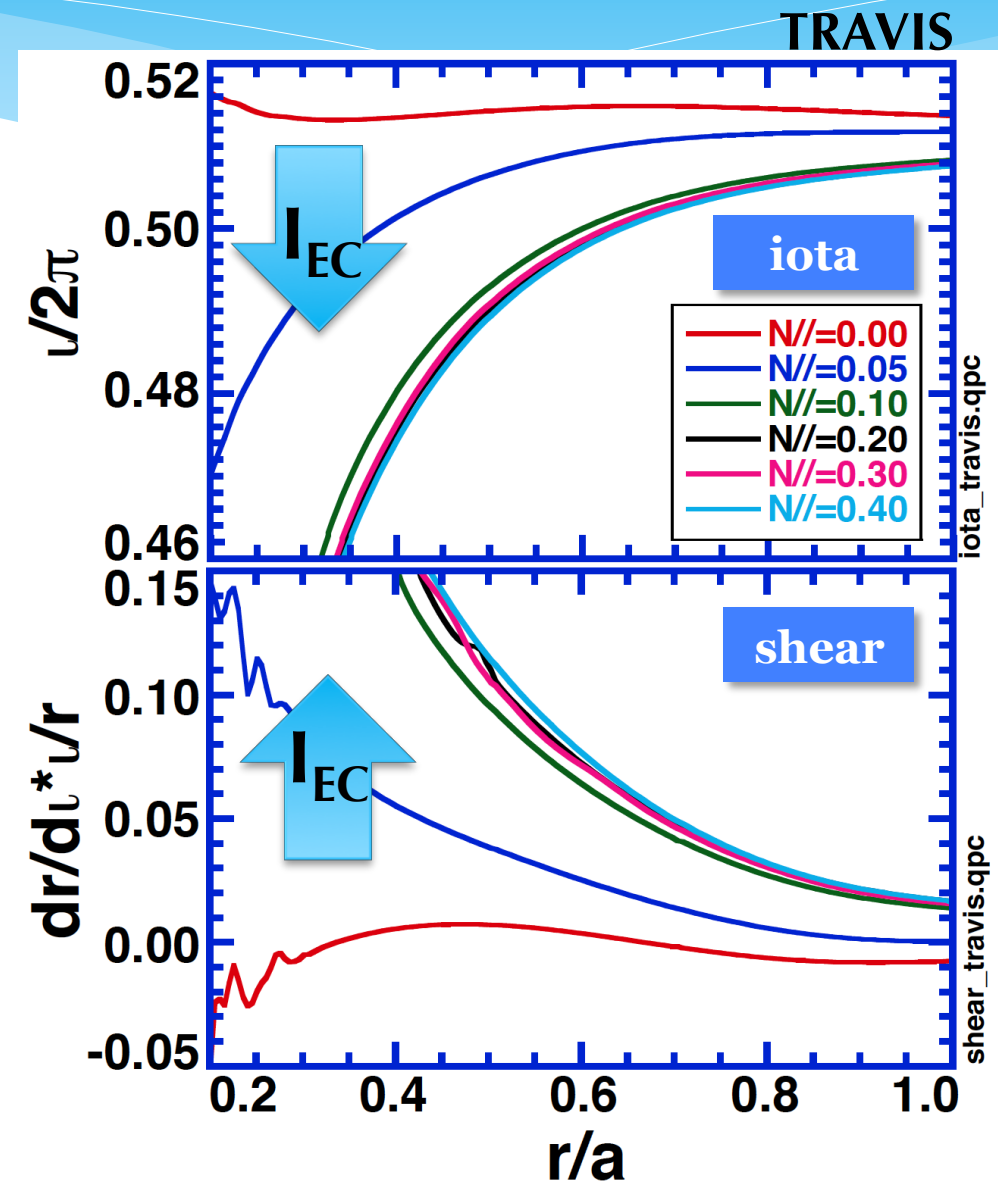 TRAVIS
0.52
0.50
0.48
0.46
ι/2π
I_EC
iota
N//=0.00
N//=0.05
N//=0.10
N//=0.20
N//=0.30
N//=0.40
iota_travis.qpc
0.15
0.10
0.05
0.00
-0.05
dr/dι*ι/r
I_EC
shear
shear_travis.qpc
0.2 0.4 0.6 0.8 1.0
r/a